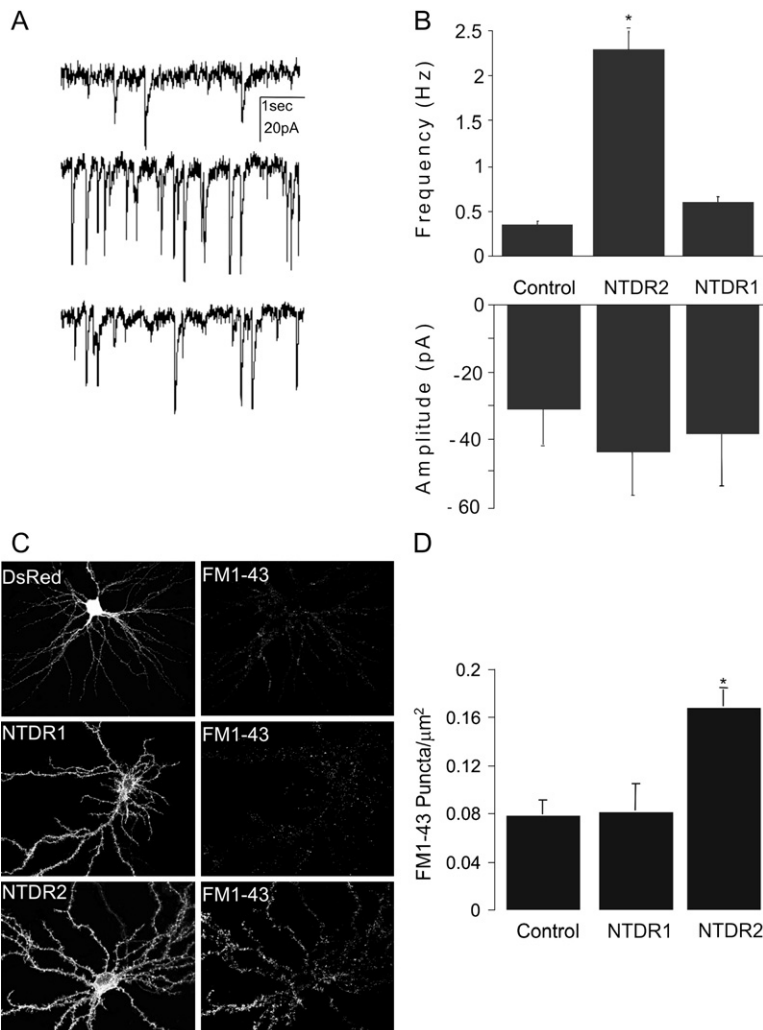 A
1sec
20pA
B
*
2.5
2
1.5
1
0.5
0
Frequency (Hz)
Control NTDR2 NTDR1
0
-20
-40
-60
Amplitude (pA)
C
DsRed FM1-43
NTDR1 FM1-43
NTDR2 FM1-43
D
0.2
0.16
0.12
0.08
0.04
0
FM1-43 Puncta/μm²
*
Control NTDR1 NTDR2